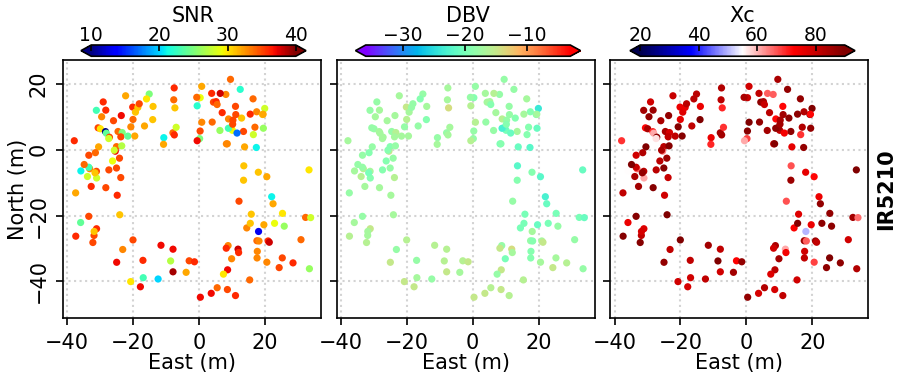 SNR DBV Xc
10 20 30 40 −30 −20 −10 20 40 60 80
20
0
−20
−40
North (m)
−40 −20 0 20 −40 −20 0 20 −40 −20 0 20
East (m) East (m) East (m)
IR5210